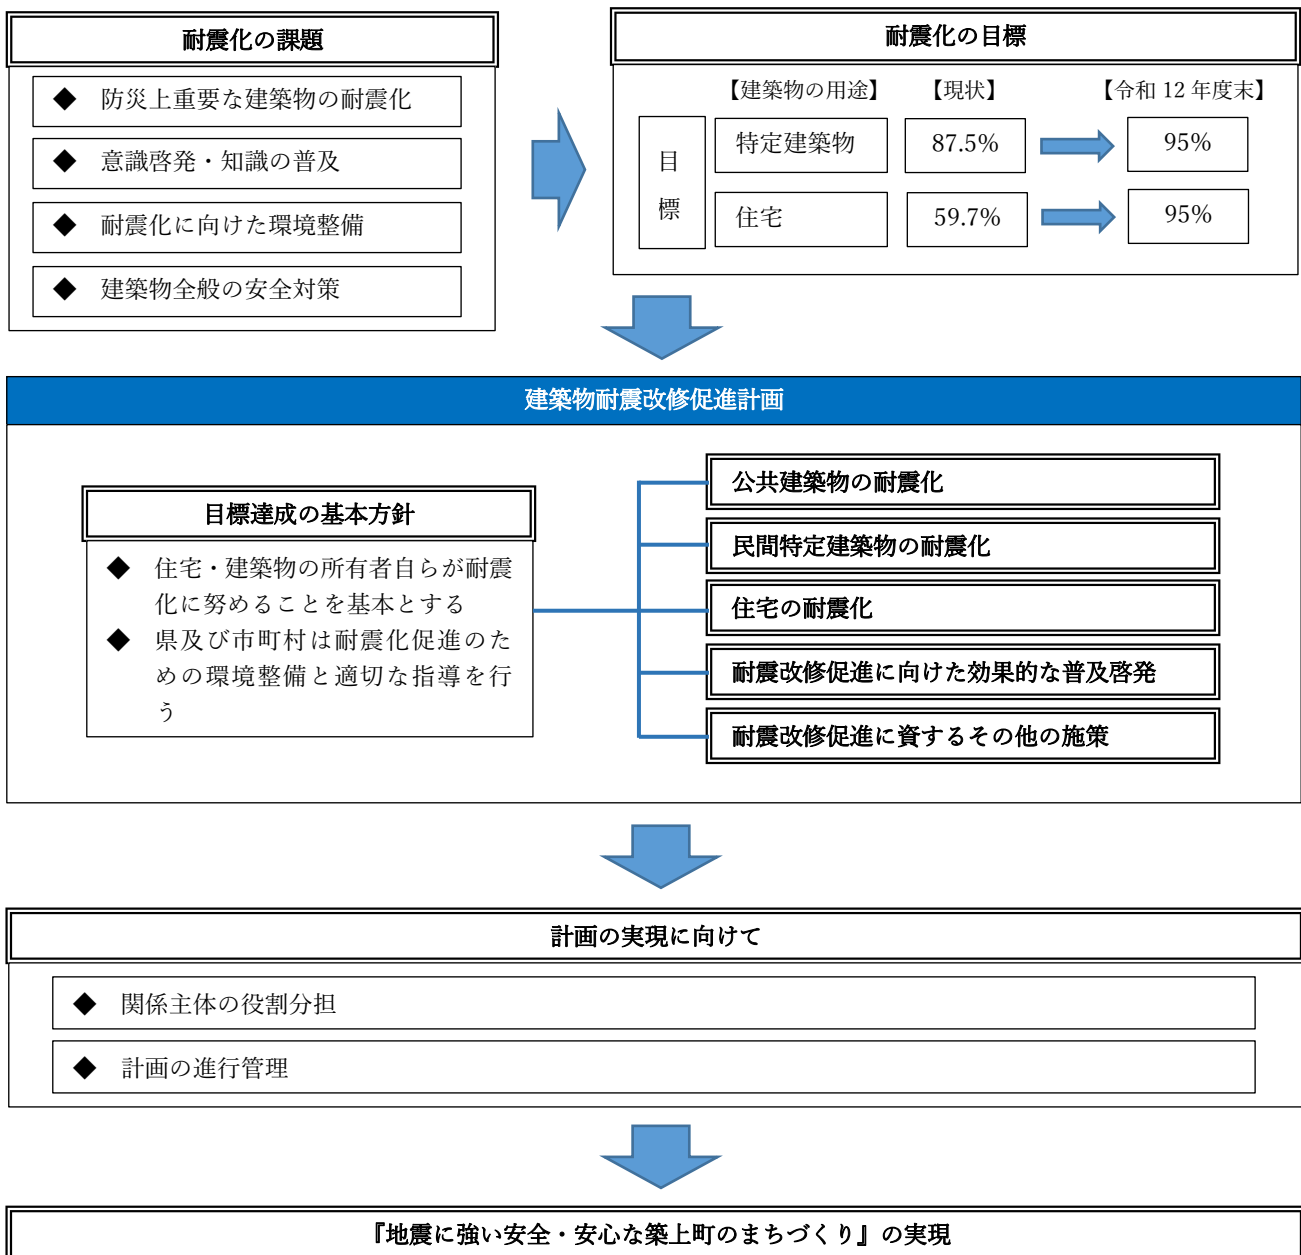 耐震化の課題
◆ 防災上重要な建築物の耐震化
◆ 意識啓発・知識の普及
◆ 耐震化に向けた環境整備
◆ 建築物全般の安全対策
耐震化の目標
【建築物の用途】 【現状】 【令和 12 年度末】
目標
特定建築物 87.5% 95%
住宅 59.7% 95%
建築物耐震改修促進計画
目標達成の基本方針
◆ 住宅・建築物の所有者自らが耐震
化に努めることを基本とする
◆ 県及び市町村は耐震化促進のた
めの環境整備と適切な指導を行
う
公共建築物の耐震化
民間特定建築物の耐震化
住宅の耐震化
耐震改修促進に向けた効果的な普及啓発
耐震改修促進に資するその他の施策
計画の実現に向けて
◆ 関係主体の役割分担
◆ 計画の進行管理
『地震に強い安全・安心な築上町のまちづくり』の実現